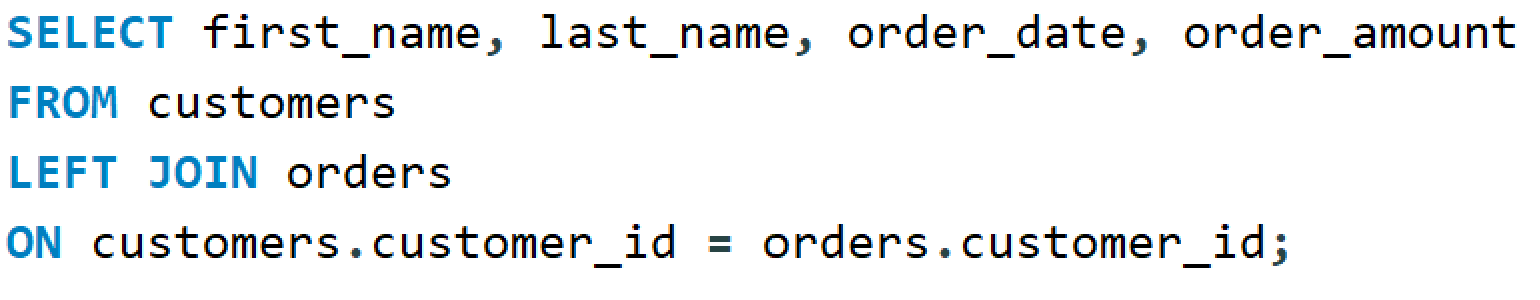 SELECT first_name, last_name, order_date, order_amount
FROM customers
LEFT JOIN orders
ON customers.customer_id = orders.customer_id;